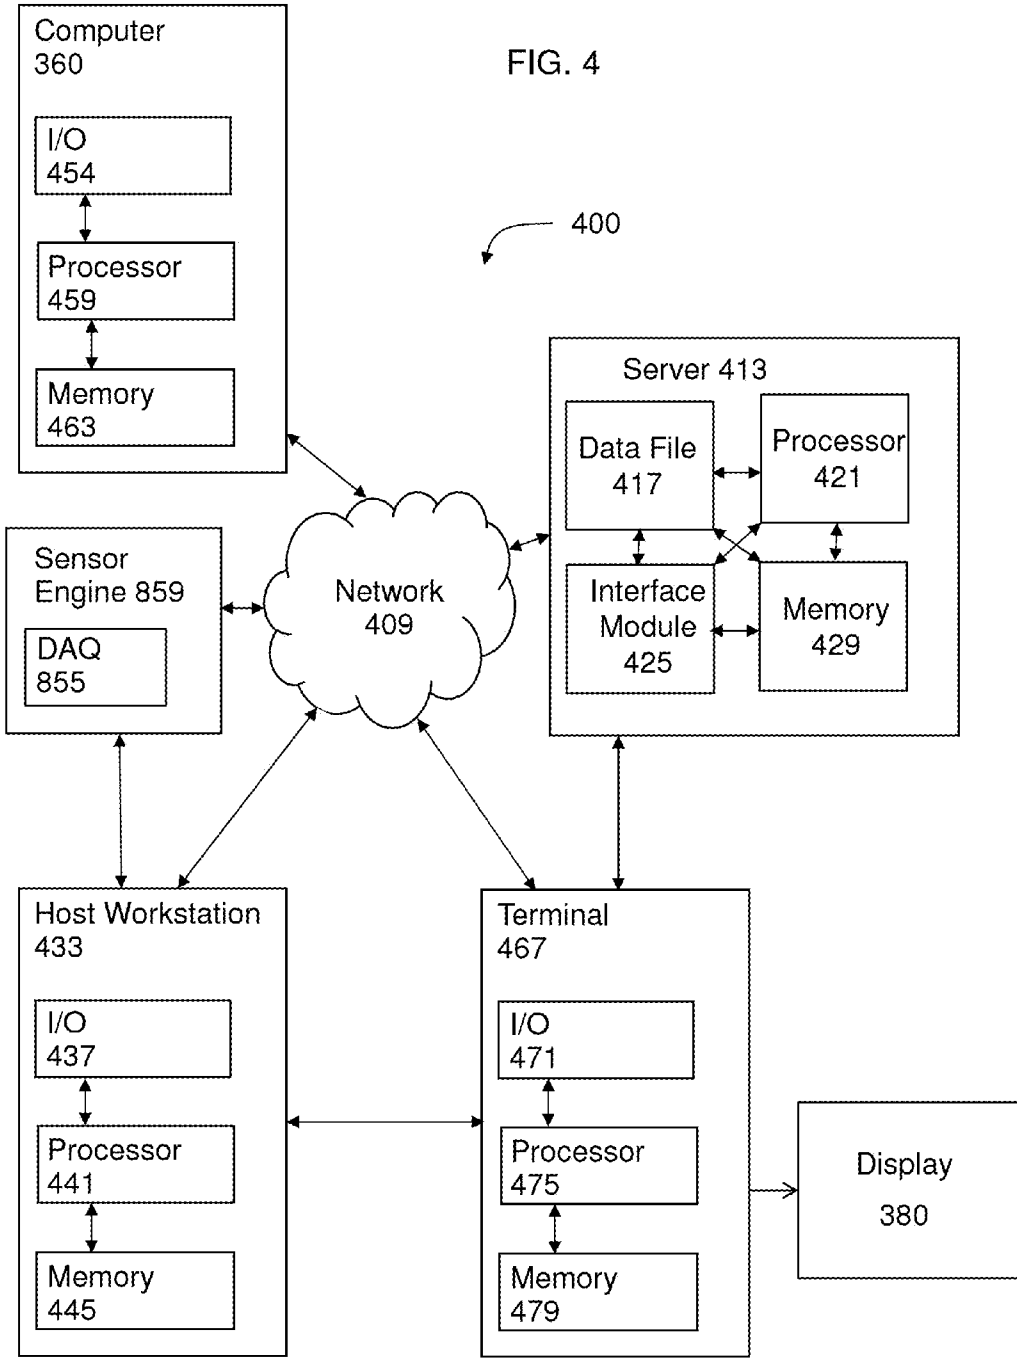 Computer
360
FIG. 4
I/O
454
400
Processor
459
Memory
463
Server 413
Data File
417
Processor
421
Interface
Module
425
Memory
429
Network
409
Sensor
Engine 859
DAQ
855
Host Workstation
433
I/O
437
Processor
441
Memory
445
Terminal
467
I/O
471
Processor
475
Memory
479
Display
380